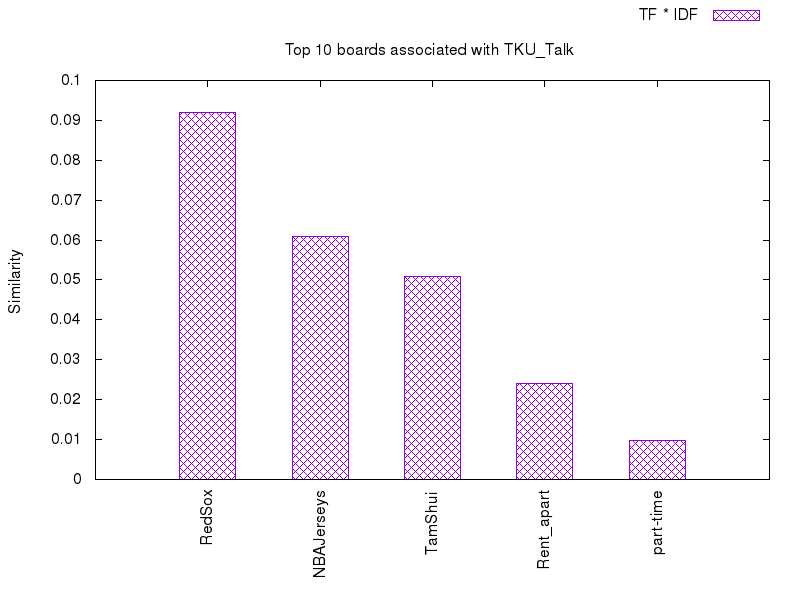 TF * IDF
Top 10 boards associated with TKU_Talk
0.1
0.09
0.08
0.07
0.06
0.05
0.04
0.03
0.02
0.01
0
Similarity
RedSox
NBAJerseys
TamShui
Rent_apart
part-time